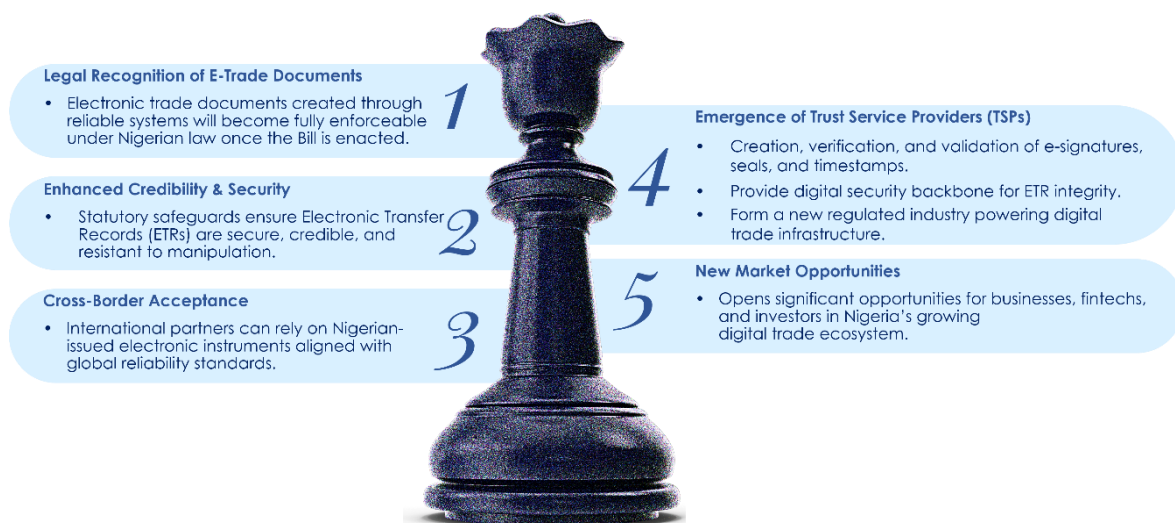 1
Legal Recognition of E-Trade Documents
• Electronic trade documents created through
reliable systems will become fully enforceable
under Nigerian law once the Bill is enacted.
2
Enhanced Credibility & Security
• Statutory safeguards ensure Electronic Transfer
Records (ETRs) are secure, credible, and
resistant to manipulation.
3
Cross-Border Acceptance
• International partners can rely on Nigerian-
issued electronic instruments aligned with
global reliability standards.
4
Emergence of Trust Service Providers (TSPs)
• Creation, verification, and validation of e-signatures,
seals, and timestamps.
• Provide digital security backbone for ETR integrity.
• Form a new regulated industry powering digital
trade infrastructure.
5
New Market Opportunities
• Opens significant opportunities for businesses, fintechs,
and investors in Nigeria’s growing
digital trade ecosystem.